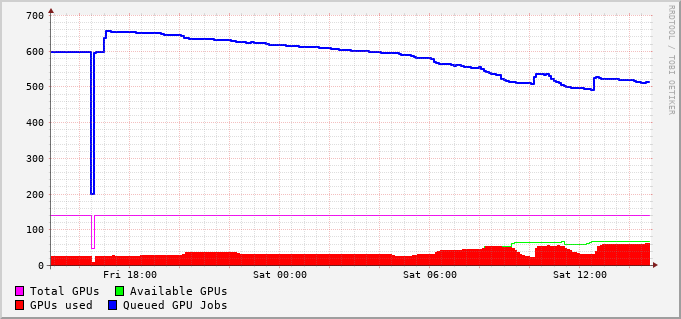 700
600
500
400
300
200
100
0
Fri 18:00 Sat 00:00 Sat 06:00 Sat 12:00
Total GPUs Available GPUs
GPUs used Queued GPU Jobs
RRDTOOL / TOBI OETIKER